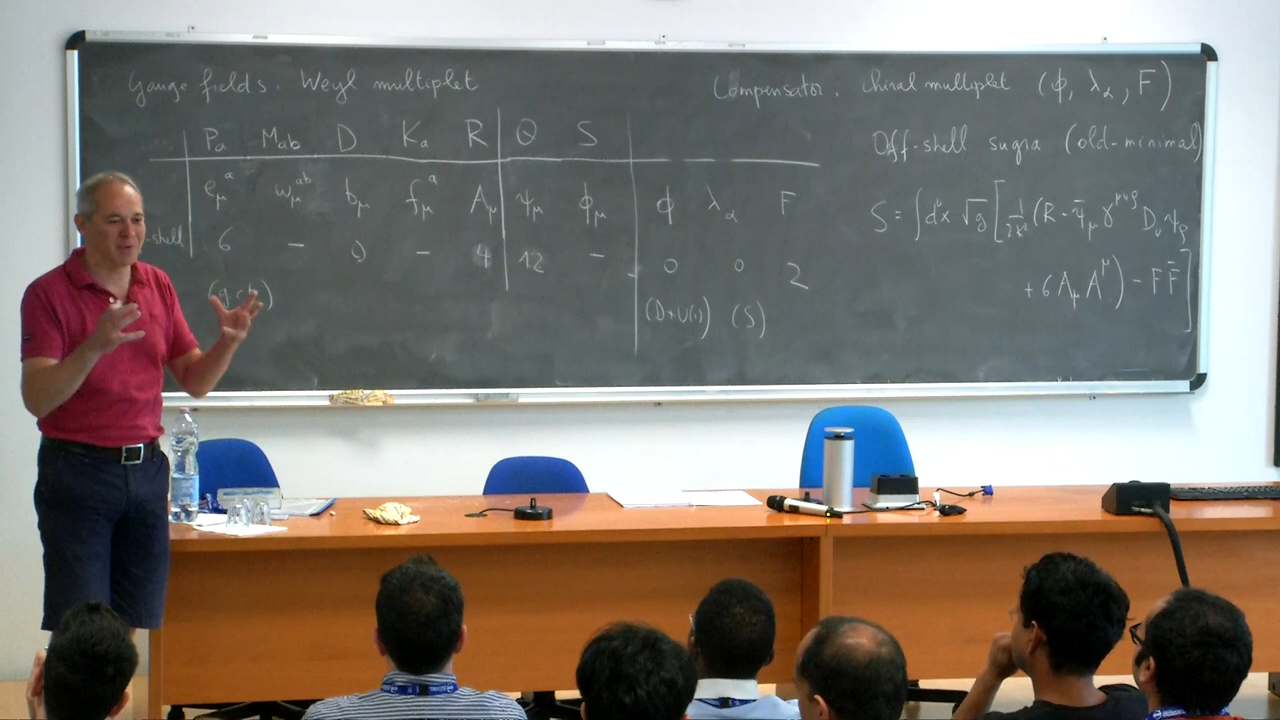 Gauge fields. Weyl multiplet
P_a M_ab D K_a R Q S
e_μ^a ω_μ^ab b_μ f_μ^a A_μ ψ_μ ϕ_μ φ λ_α F
-shell 6 – 0 – 4 12 – 0 0 2
(D+U(1)) (S)
Compensator. Chiral multiplet (ϕ, λ_α, F)
Off-shell sugra (old-minimal)
S = ∫d⁴x √g [ 1/2κ² (R - ψ̄_μ γ^μνρ D_ν ψ_ρ
+ 6 A_μ A^μ) - F F̄ ]